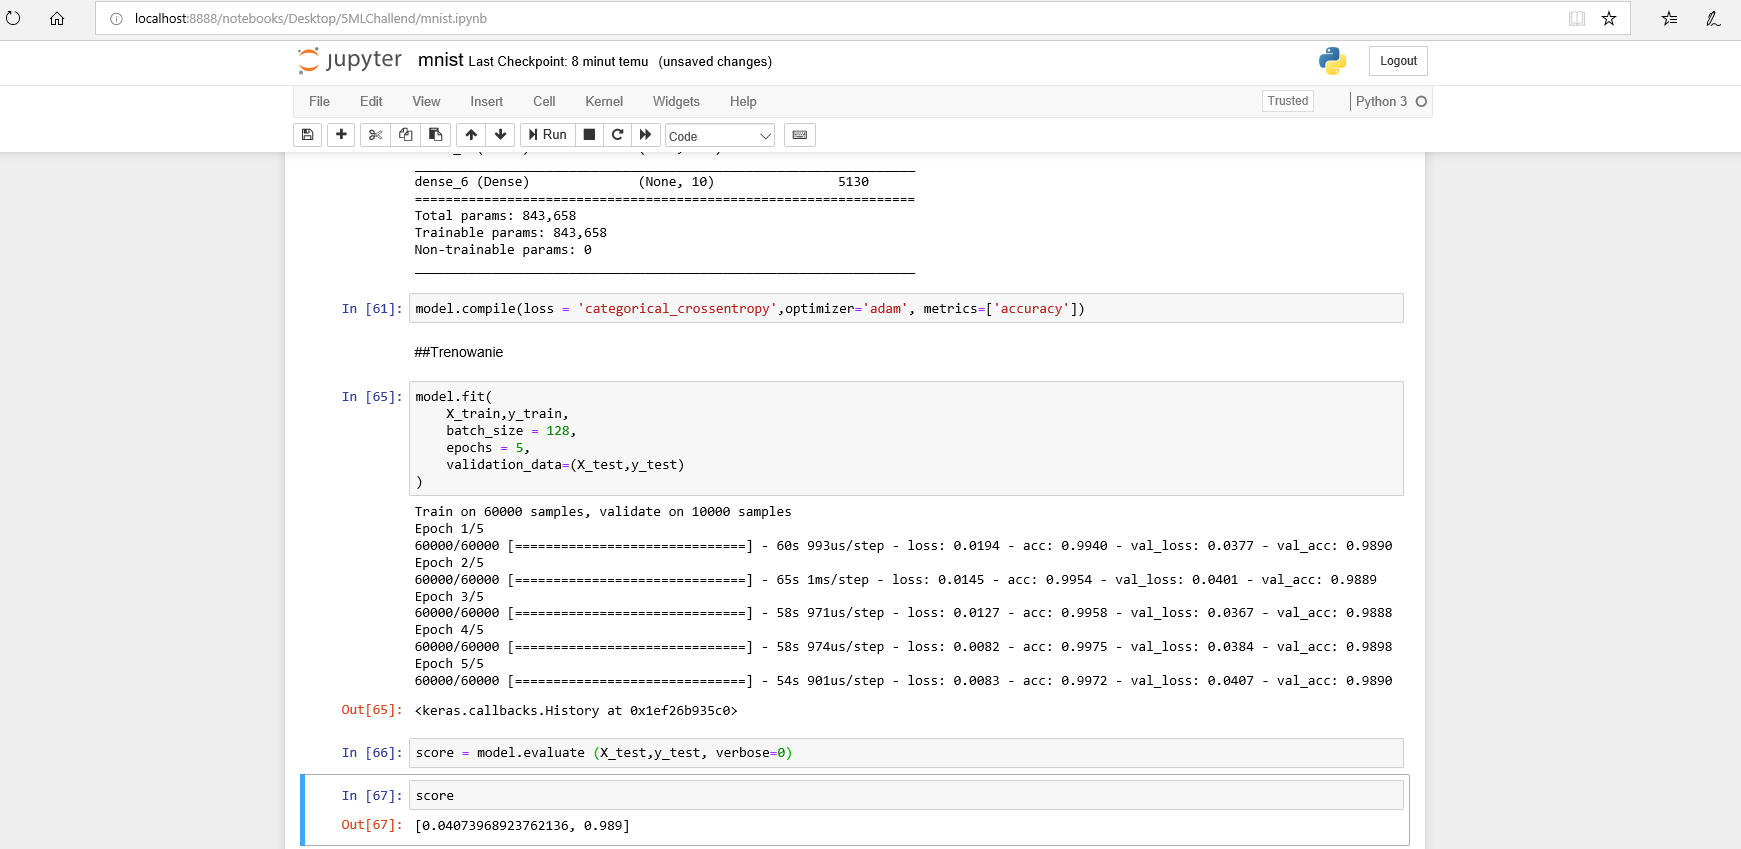 localhost:8888/notebooks/Desktop/5MLChallend/mnist.ipynb
jupyter mnist Last Checkpoint: 8 minut temu (unsaved changes)
Logout
File Edit View Insert Cell Kernel Widgets Help
Trusted
Python 3
Run
Code
dense_6 (Dense) (None, 10) 5130
=================================================================
Total params: 843,658
Trainable params: 843,658
Non-trainable params: 0
_________________________________________________________________
In [61]: model.compile(loss = 'categorical_crossentropy',optimizer='adam', metrics=['accuracy'])
##Trenowanie
In [65]: model.fit(
X_train,y_train,
batch_size = 128,
epochs = 5,
validation_data=(X_test,y_test)
)
Train on 60000 samples, validate on 10000 samples
Epoch 1/5
60000/60000 [==============================] - 60s 993us/step - loss: 0.0194 - acc: 0.9940 - val_loss: 0.0377 - val_acc: 0.9890
Epoch 2/5
60000/60000 [==============================] - 65s 1ms/step - loss: 0.0145 - acc: 0.9954 - val_loss: 0.0401 - val_acc: 0.9889
Epoch 3/5
60000/60000 [==============================] - 58s 971us/step - loss: 0.0127 - acc: 0.9958 - val_loss: 0.0367 - val_acc: 0.9888
Epoch 4/5
60000/60000 [==============================] - 58s 974us/step - loss: 0.0082 - acc: 0.9975 - val_loss: 0.0384 - val_acc: 0.9898
Epoch 5/5
60000/60000 [==============================] - 54s 901us/step - loss: 0.0083 - acc: 0.9972 - val_loss: 0.0407 - val_acc: 0.9890
Out[65]: <keras.callbacks.History at 0x1ef26b935c0>
In [66]: score = model.evaluate (X_test,y_test, verbose=0)
In [67]: score
Out[67]: [0.04073968923762136, 0.989]